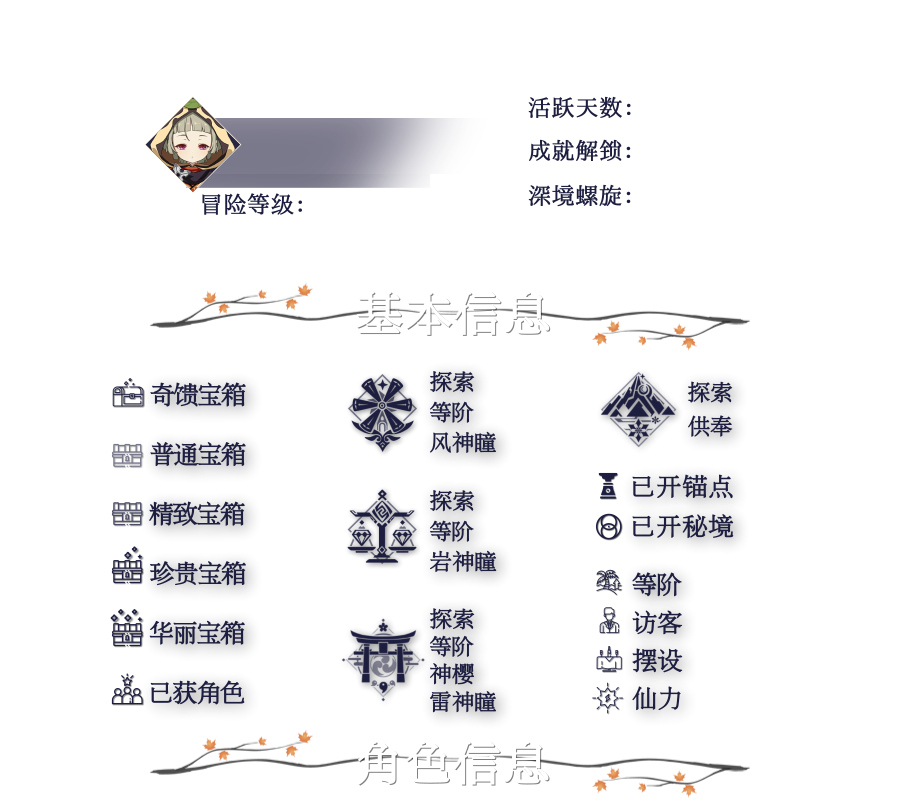 活跃天数：
成就解锁：
深境螺旋：
冒险等级：
基本信息
奇馈宝箱
普通宝箱
精致宝箱
珍贵宝箱
华丽宝箱
已获角色
探索
等阶
风神瞳
探索
等阶
岩神瞳
探索
等阶
神樱
雷神瞳
探索
供奉
已开锚点
已开秘境
等阶
访客
摆设
仙力
角色信息